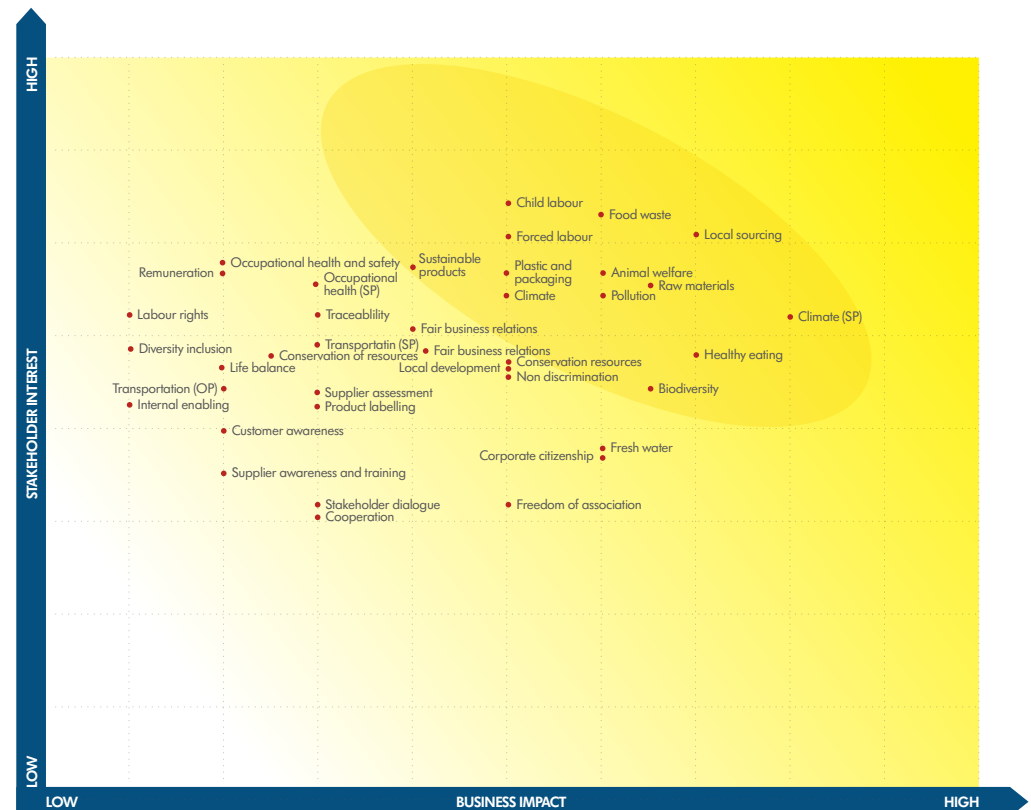 HIGH
STAKEHOLDER INTEREST
LOW
Child labour
Food waste
Forced labour
Local sourcing
Occupational health and safety
Remuneration
Sustainable
products
Plastic and
packaging
Animal welfare
Occupational
health (SP)
Raw materials
Climate
Pollution
Labour rights
Traceablility
Climate (SP)
Fair business relations
Transportatin (SP)
Diversity inclusion
Fair business relations
Conservation of resources
Healthy eating
Conservation resources
Life balance
Local development
Non discrimination
Transportation (OP)
Biodiversity
Supplier assessment
Internal enabling
Product labelling
Customer awareness
Fresh water
Corporate citizenship
Supplier awareness and training
Stakeholder dialogue
Freedom of association
Cooperation
LOW
BUSINESS IMPACT
HIGH